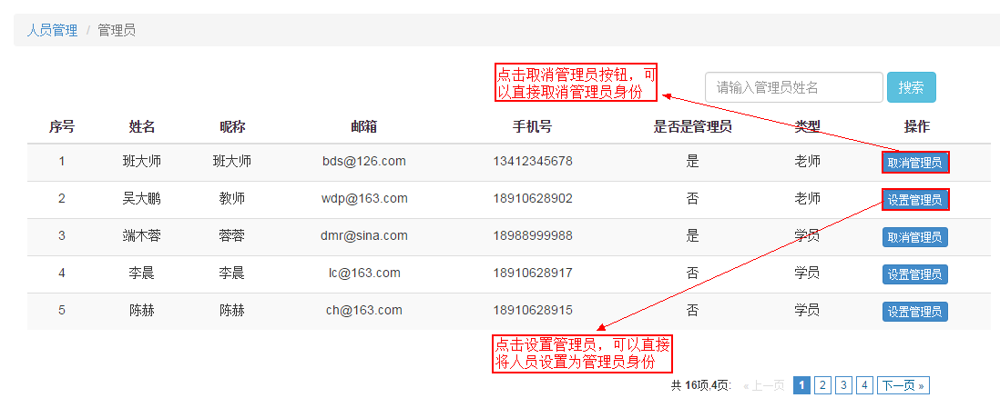 人员管理 / 管理员
点击取消管理员按钮，可
以直接取消管理员身份
请输入管理员姓名 搜索
序号 姓名 昵称 邮箱 手机号 是否是管理员 类型 操作
1 班大师 班大师 bds@126.com 13412345678 是 老师 取消管理员
2 吴大鹏 教师 wdp@163.com 18910628902 否 老师 设置管理员
3 端木蓉 蓉蓉 dmr@sina.com 18988999988 是 学员 取消管理员
4 李晨 李晨 lc@163.com 18910628917 否 学员 设置管理员
5 陈赫 陈赫 ch@163.com 18910628915 否 学员 设置管理员
点击设置管理员，可以直接
将人员设置为管理员身份
共 16项,4页: « 上一页 1 2 3 4 下一页 »